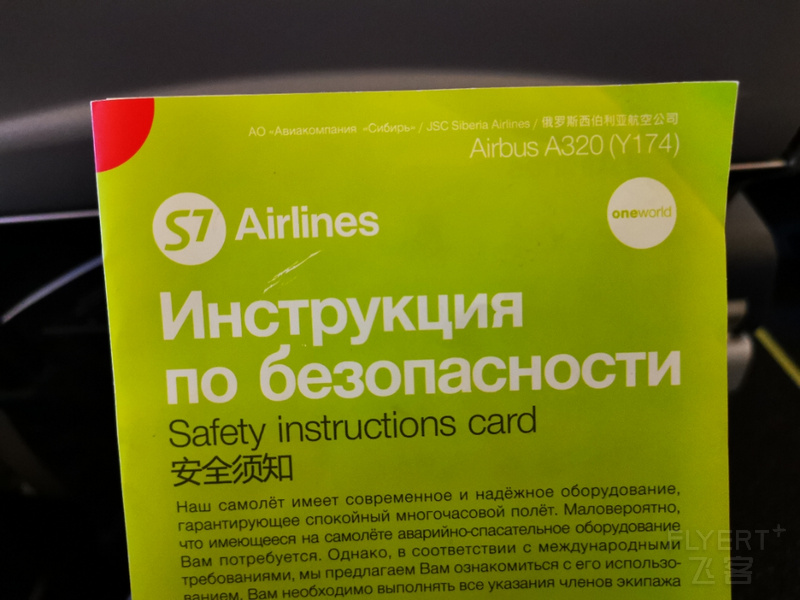 АО «Авиакомпания «Сибирь» / JSC Siberia Airlines / 俄罗斯西伯利亚航空公司
Airbus A320 (Y174)
S7 Airlines
oneworld
Инструкция
по безопасности
Safety instructions card
安全须知
Наш самолёт имеет современное и надёжное оборудование,
гарантирующее спокойный многочасовой полёт. Маловероятно,
что имеющееся на самолёте аварийно-спасательное оборудование
Вам потребуется. Однако, в соответствии с международными
требованиями, мы предлагаем Вам ознакомиться с его использо-
ванием. Вам необходимо выполнять все указания членов экипажа
FLYERT+
飞客